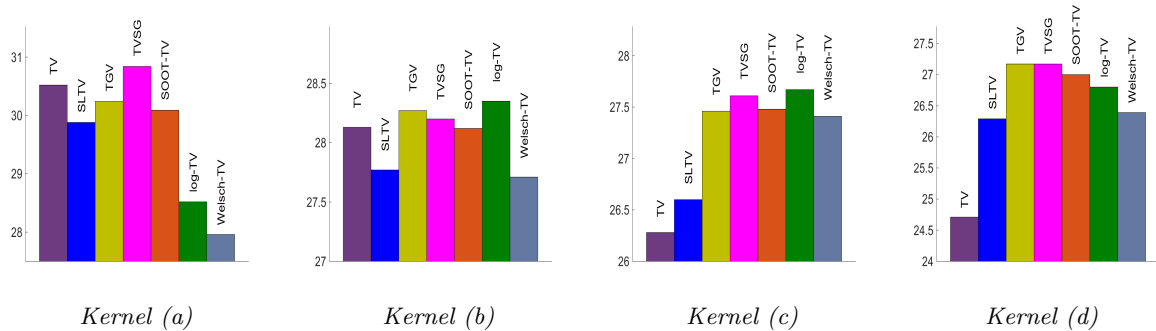 31
30
29
28
TV
SLTV
TGV
TVSG
SOOT-TV
log-TV
Welsch-TV
Kernel (a)
28.5
28
27.5
27
TV
SLTV
TGV
TVSG
SOOT-TV
log-TV
Welsch-TV
Kernel (b)
28
27.5
27
26.5
26
TV
SLTV
TGV
TVSG
SOOT-TV
log-TV
Welsch-TV
Kernel (c)
27.5
27
26.5
26
25.5
25
24.5
24
TV
SLTV
TGV
TVSG
SOOT-TV
log-TV
Welsch-TV
Kernel (d)